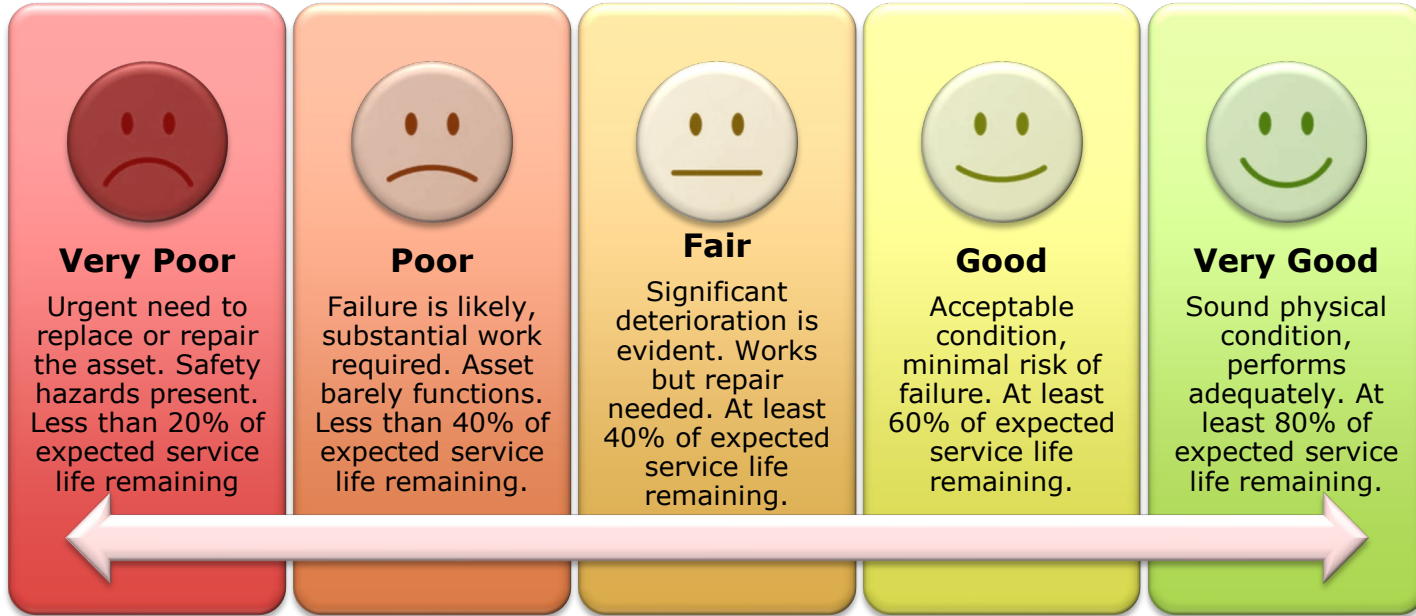 Very Poor
Urgent need to
replace or repair
the asset. Safety
hazards present.
Less than 20% of
expected service
life remaining
Poor
Failure is likely,
substantial work
required. Asset
barely functions.
Less than 40% of
expected service
life remaining.
Fair
Significant
deterioration is
evident. Works
but repair
needed. At least
40% of expected
service life
remaining.
Good
Acceptable
condition,
minimal risk of
failure. At least
60% of expected
service life
remaining.
Very Good
Sound physical
condition,
performs
adequately. At
least 80% of
expected service
life remaining.